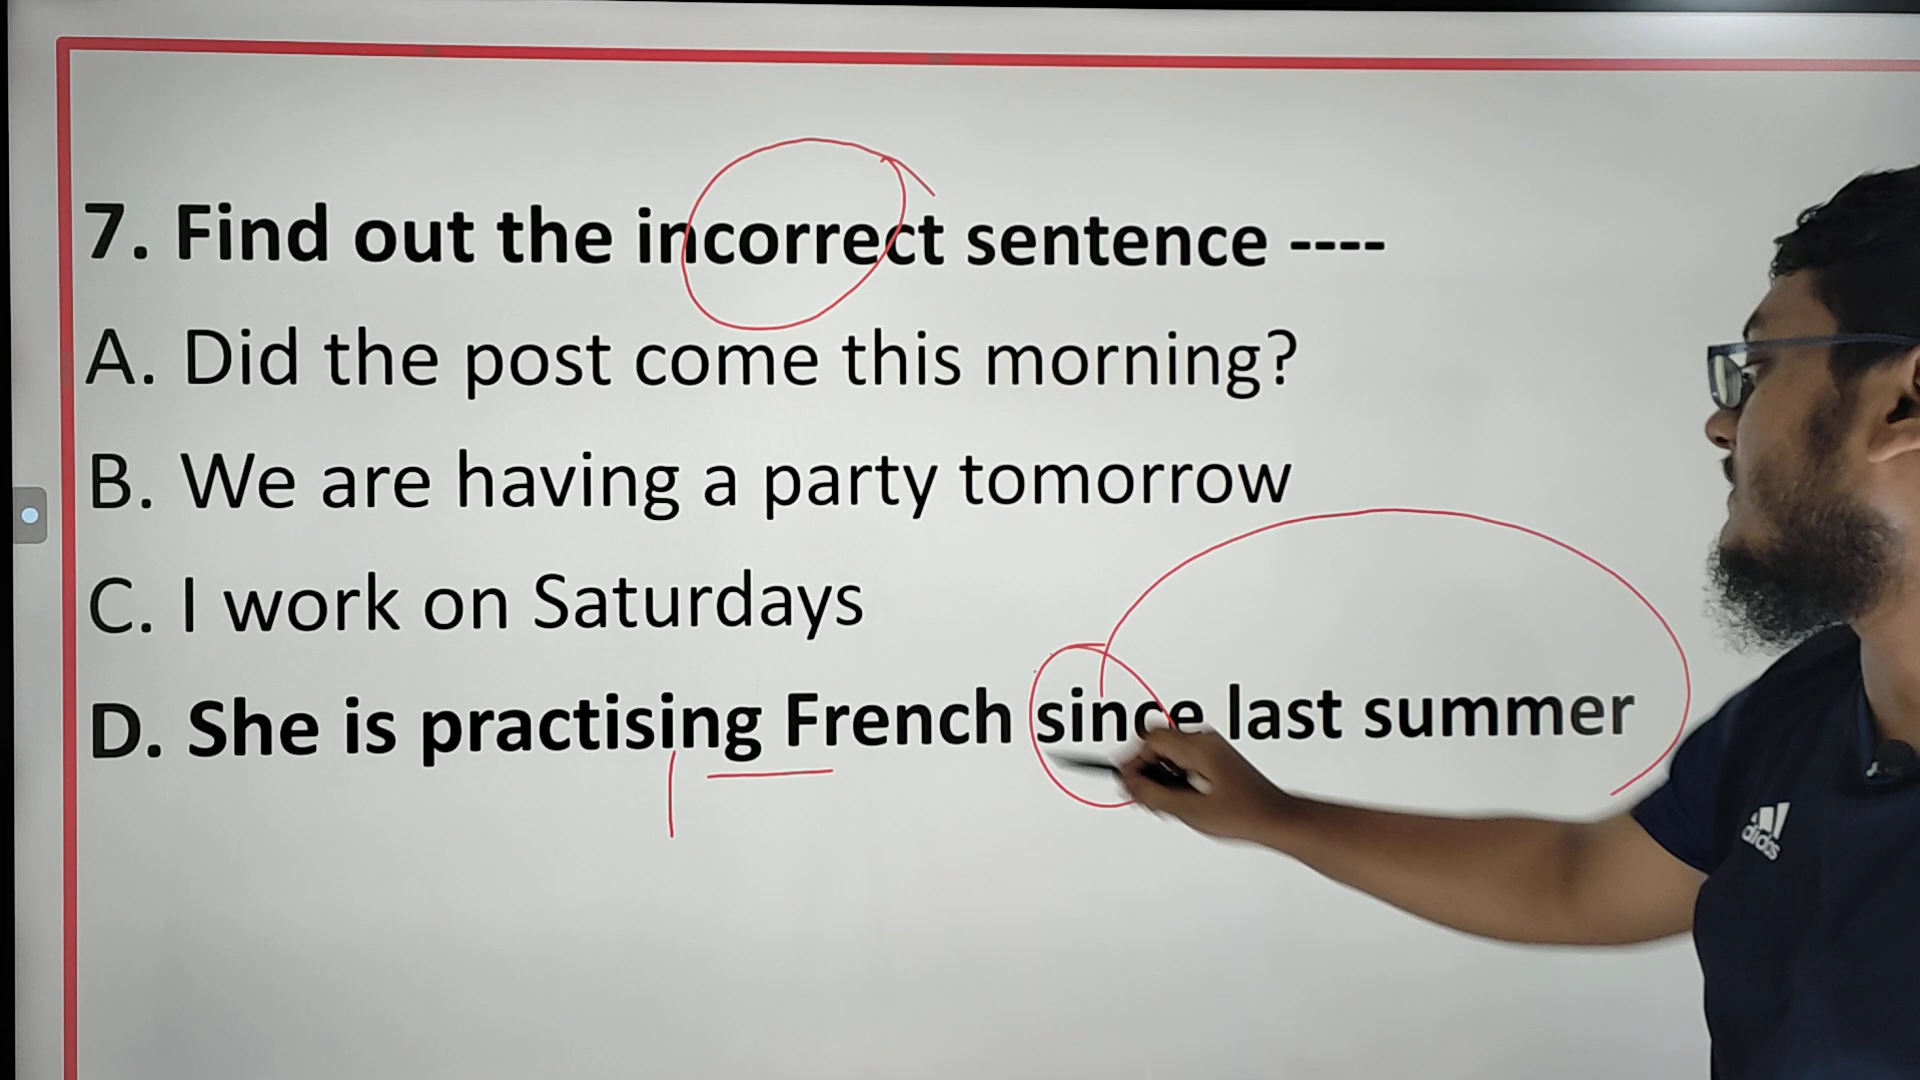 7. Find out the incorrect sentence ----
A. Did the post come this morning?
B. We are having a party tomorrow
C. I work on Saturdays
D. She is practising French since last summer
adidas